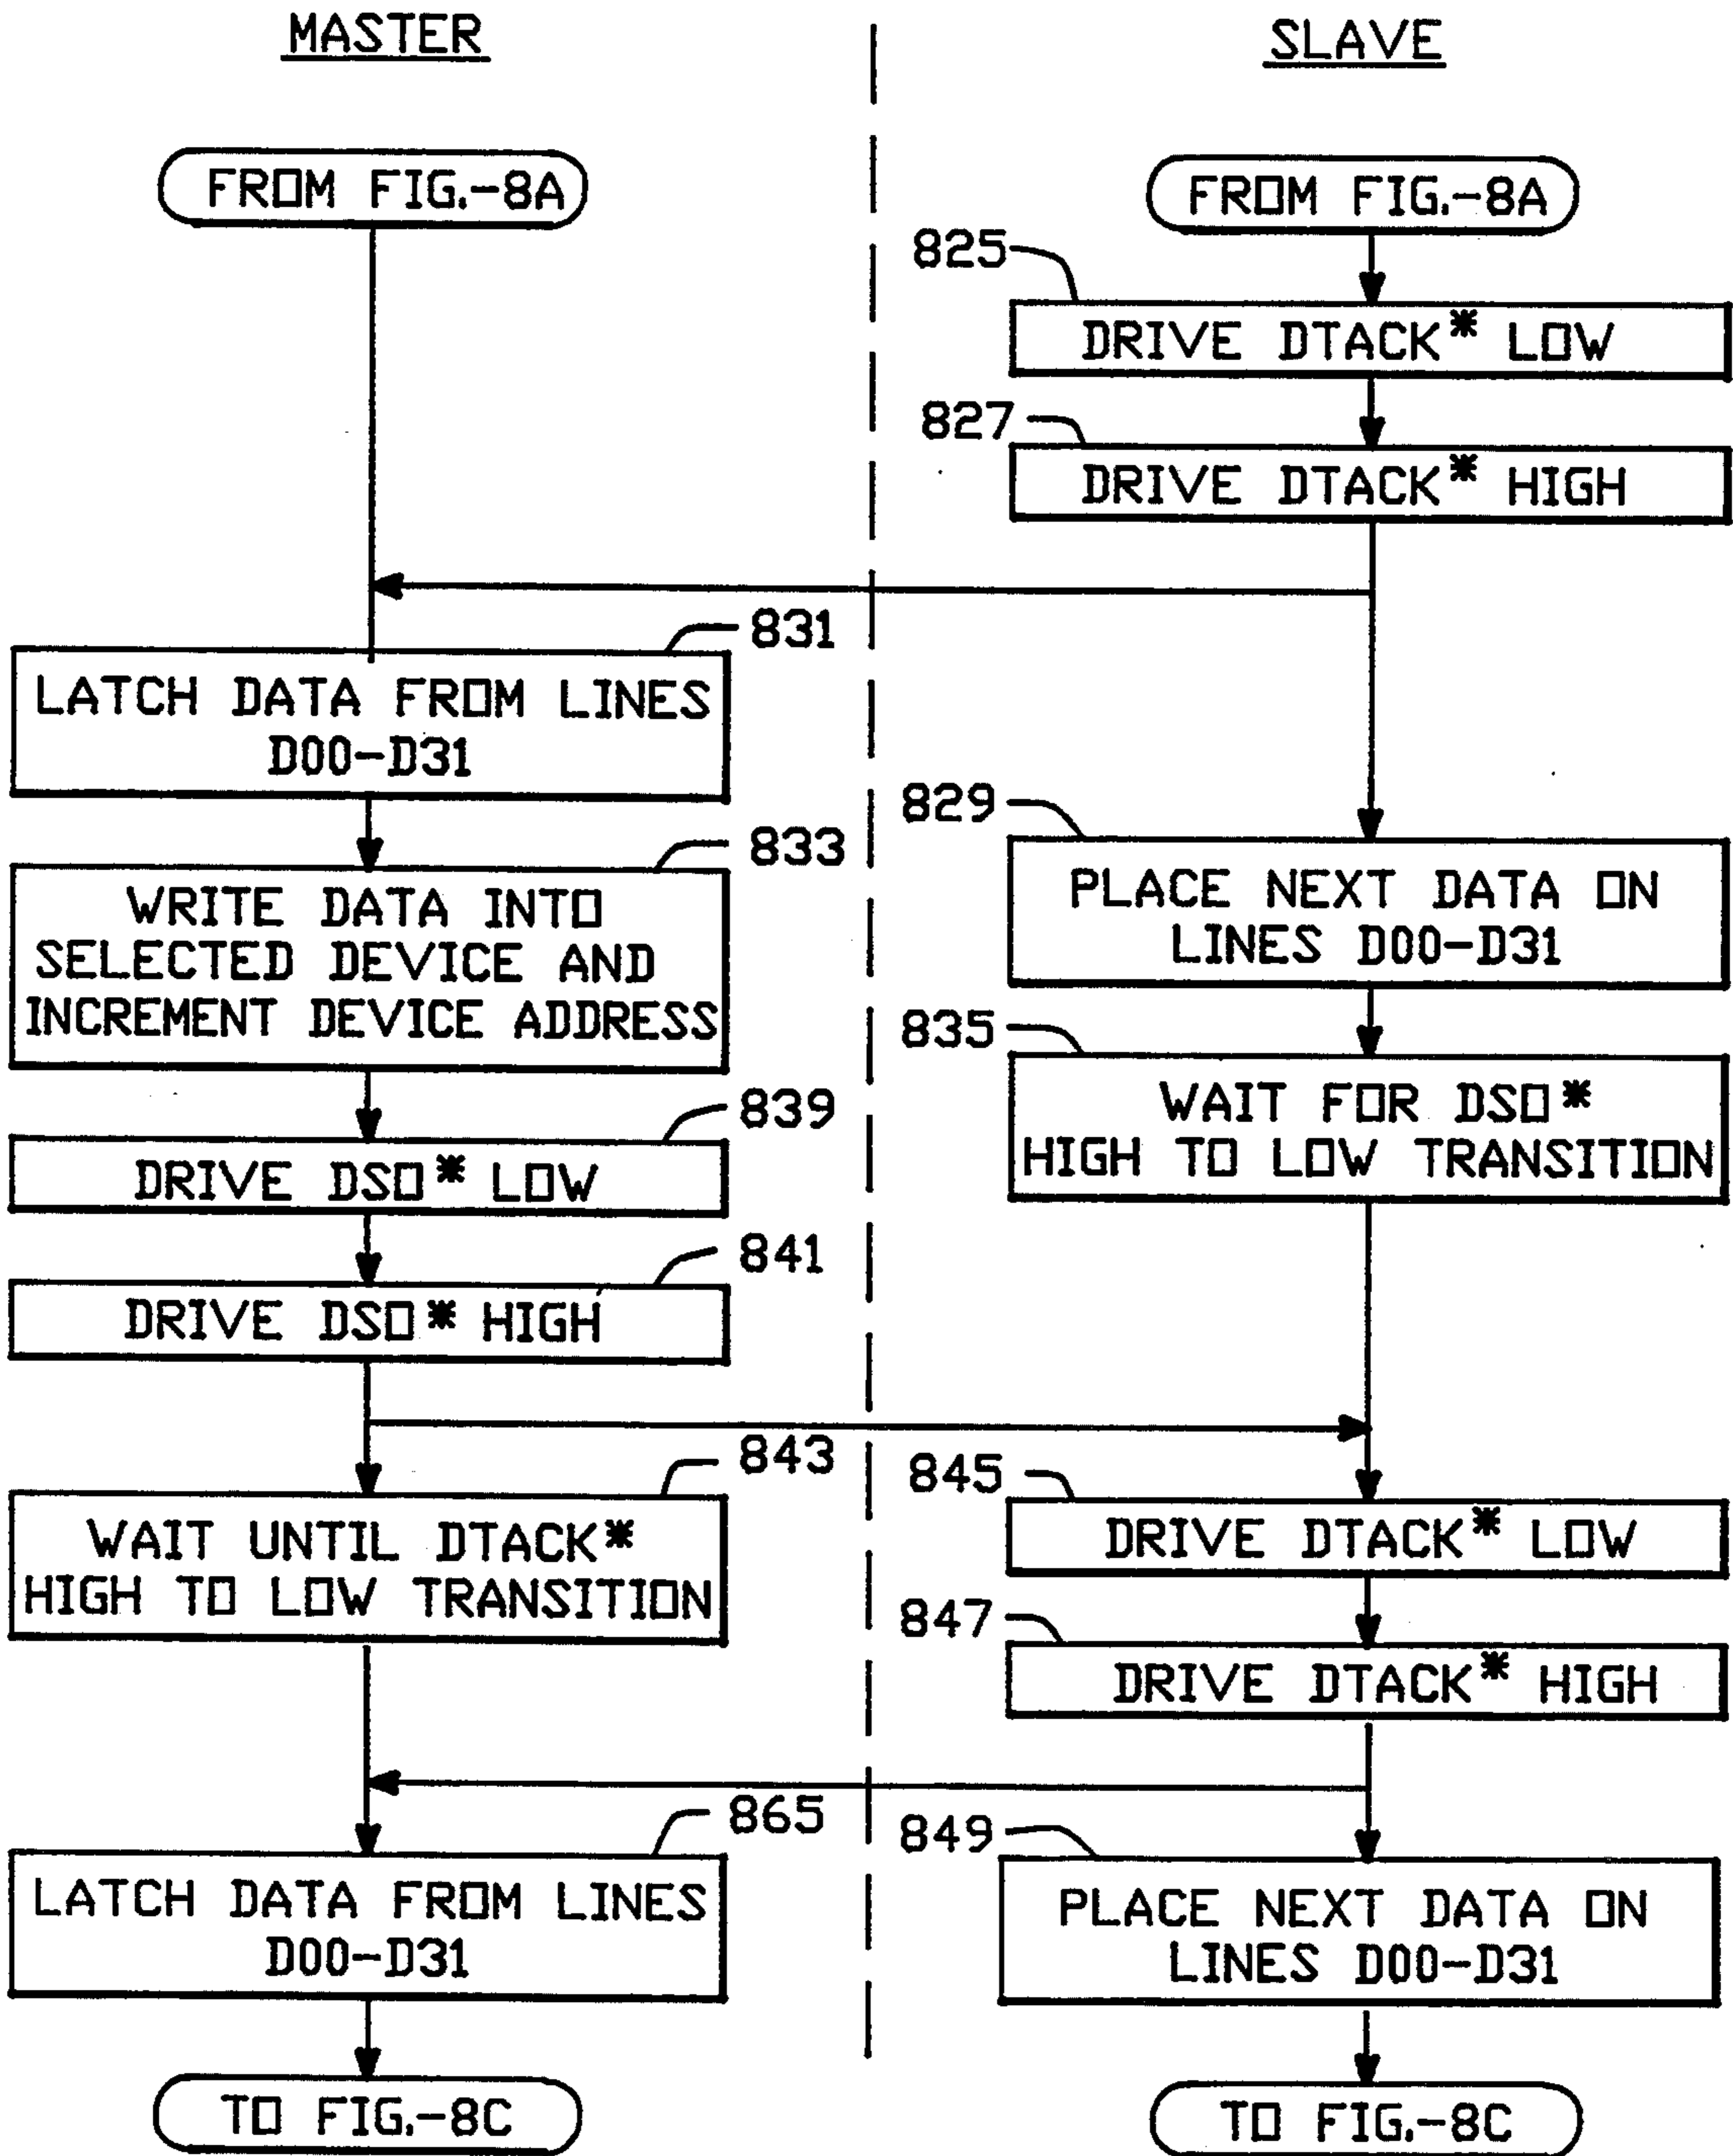 MASTER
SLAVE
FROM FIG.-8A
FROM FIG.-8A
825
DRIVE DTACK* LOW
827
DRIVE DTACK* HIGH
831
LATCH DATA FROM LINES
D00-D31
829
PLACE NEXT DATA ON
LINES D00-D31
833
WRITE DATA INTO
SELECTED DEVICE AND
INCREMENT DEVICE ADDRESS
835
WAIT FOR DSO*
HIGH TO LOW TRANSITION
839
DRIVE DSO* LOW
841
DRIVE DSO* HIGH
843
WAIT UNTIL DTACK*
HIGH TO LOW TRANSITION
845
DRIVE DTACK* LOW
847
DRIVE DTACK* HIGH
865
LATCH DATA FROM LINES
D00-D31
849
PLACE NEXT DATA ON
LINES D00-D31
TO FIG.-8C
TO FIG.-8C